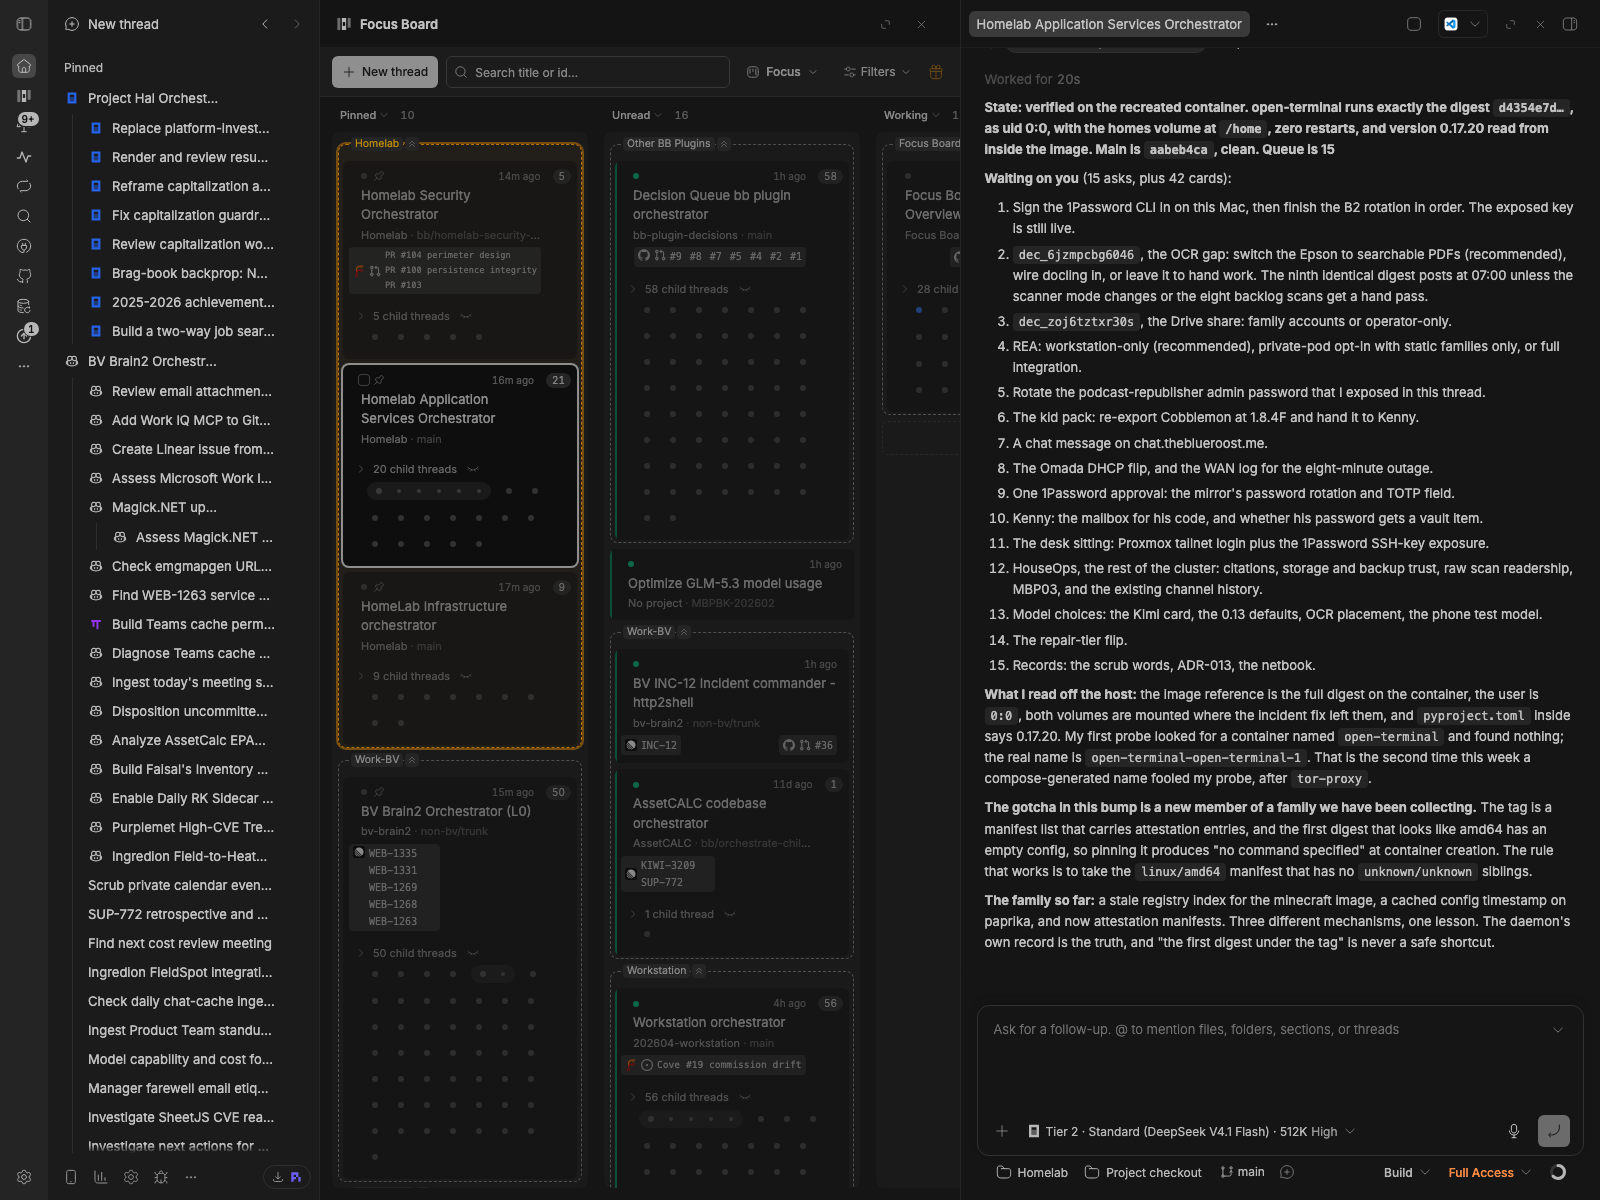 New thread
Pinned
Project Hal Orchest...
Replace platform-invest...
Render and review resu...
Reframe capitalization a...
Fix capitalization guardr...
Review capitalization wo...
Brag-book backprop: N...
2025-2026 achievement...
Build a two-way job sear...
BV Brain2 Orchestr...
Review email attachmen...
Add Work IQ MCP to Git...
Create Linear issue from...
Assess Microsoft Work I...
Magick.NET up...
Assess Magick.NET ...
Check emgmapgen URL...
Find WEB-1263 service ...
Build Teams cache perm...
Diagnose Teams cache ...
Ingest today's meeting s...
Disposition uncommitte...
Analyze AssetCalc EPA...
Build Faisal's Inventory ...
Enable Daily RK Sidecar ...
Purplemet High-CVE Tre...
Ingredion Field-to-Heat...
Scrub private calendar even...
SUP-772 retrospective and ...
Find next cost review meeting
Ingredion FieldSpot integrati...
Check daily chat-cache inge...
Ingest Product Team standu...
Model capability and cost fo...
Manager farewell email etiq...
Investigate SheetJS CVE rea...
Investigate next actions for ...
9+
1
Focus Board
New thread
Search title or id...
Focus
Filters
Pinned 10
Homelab
14m ago 5
Homelab Security
Orchestrator
Homelab · bb/homelab-security-...
PR #104 perimeter design
PR #100 persistence integrity
PR #103
5 child threads
16m ago 21
Homelab Application
Services Orchestrator
Homelab · main
20 child threads
17m ago 9
HomeLab Infrastructure
orchestrator
Homelab · main
9 child threads
Work-BV
15m ago 50
BV Brain2 Orchestrator (L0)
bv-brain2 · non-bv/trunk
WEB-1335
WEB-1331
WEB-1269
WEB-1268
WEB-1263
50 child threads
Unread 16
Other BB Plugins
1h ago 58
Decision Queue bb plugin
orchestrator
bb-plugin-decisions · main
#9 #8 #7 #5 #4 #2 #1
58 child threads
1h ago
Optimize GLM-5.3 model usage
No project · MBPBK-202602
Work-BV
1h ago
BV INC-12 Incident commander -
http2shell
bv-brain2 · non-bv/trunk
INC-12
#36
11d ago 1
AssetCALC codebase
orchestrator
AssetCALC · bb/orchestrate-chil...
KIWI-3209
SUP-772
1 child thread
Workstation
4h ago 56
Workstation orchestrator
202604-workstation · main
Cove #19 commission drift
56 child threads
Working 1
Focus Board
Focus Bo
Overview
Focus Boa
28 child
Homelab Application Services Orchestrator
Worked for 20s
State: verified on the recreated container. open-terminal runs exactly the digest d4354e7d… ,
as uid 0:0, with the homes volume at /home , zero restarts, and version 0.17.20 read from
inside the image. Main is aabeb4ca , clean. Queue is 15
Waiting on you (15 asks, plus 42 cards):
1. Sign the 1Password CLI in on this Mac, then finish the B2 rotation in order. The exposed key
is still live.
2. dec_6jzmpcbg6046 , the OCR gap: switch the Epson to searchable PDFs (recommended),
wire docling in, or leave it to hand work. The ninth identical digest posts at 07:00 unless the
scanner mode changes or the eight backlog scans get a hand pass.
3. dec_zoj6tztxr30s , the Drive share: family accounts or operator-only.
4. REA: workstation-only (recommended), private-pod opt-in with static families only, or full
integration.
5. Rotate the podcast-republisher admin password that I exposed in this thread.
6. The kid pack: re-export Cobblemon at 1.8.4F and hand it to Kenny.
7. A chat message on chat.theblueroost.me.
8. The Omada DHCP flip, and the WAN log for the eight-minute outage.
9. One 1Password approval: the mirror's password rotation and TOTP field.
10. Kenny: the mailbox for his code, and whether his password gets a vault item.
11. The desk sitting: Proxmox tailnet login plus the 1Password SSH-key exposure.
12. HouseOps, the rest of the cluster: citations, storage and backup trust, raw scan readership,
MBP03, and the existing channel history.
13. Model choices: the Kimi card, the 0.13 defaults, OCR placement, the phone test model.
14. The repair-tier flip.
15. Records: the scrub words, ADR-013, the netbook.
What I read off the host: the image reference is the full digest on the container, the user is
0:0 , both volumes are mounted where the incident fix left them, and pyproject.toml inside
says 0.17.20. My first probe looked for a container named open-terminal and found nothing;
the real name is open-terminal-open-terminal-1 . That is the second time this week a
compose-generated name fooled my probe, after tor-proxy .
The gotcha in this bump is a new member of a family we have been collecting. The tag is a
manifest list that carries attestation entries, and the first digest that looks like amd64 has an
empty config, so pinning it produces "no command specified" at container creation. The rule
that works is to take the linux/amd64 manifest that has no unknown/unknown siblings.
The family so far: a stale registry index for the minecraft image, a cached config timestamp on
paprika, and now attestation manifests. Three different mechanisms, one lesson. The daemon's
own record is the truth, and "the first digest under the tag" is never a safe shortcut.
Ask for a follow-up. @ to mention files, folders, sections, or threads
Tier 2 · Standard (DeepSeek V4.1 Flash) · 512K High
Homelab
Project checkout
main
Build
Full Access